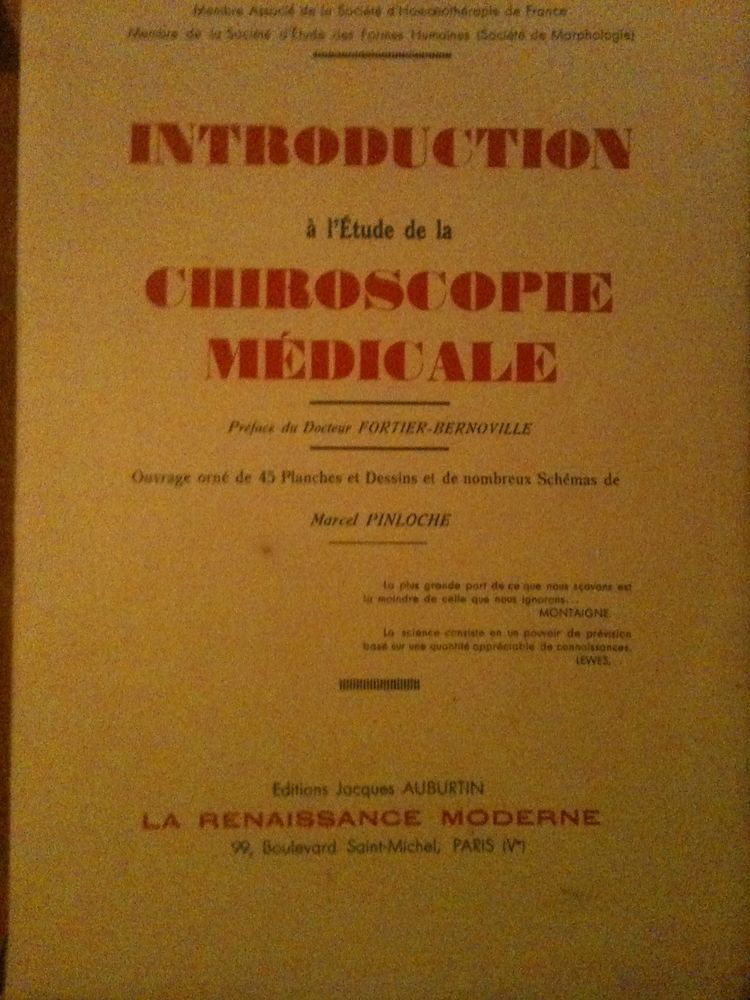 Membre Associé de la Société d'Homœothérapie de France
Membre de la Société d'Étude des Formes Humaines (Société de Morphologie)
INTRODUCTION
à l'Étude de la
CHIROSCOPIE
MÉDICALE
Préface du Docteur FORTIER-BERNOVILLE
Ouvrage orné de 45 Planches et Dessins et de nombreux Schémas de
Marcel PINLOCHE
La plus grande part de ce que nous sçavons est
la moindre de celle que nous ignorons...
MONTAIGNE.
La science consiste en un pouvoir de prévision
basé sur une quantité appréciable de connaissances.
LEWES.
Editions Jacques AUBURTIN
LA RENAISSANCE MODERNE
99, Boulevard Saint-Michel, PARIS (Vᵉ)